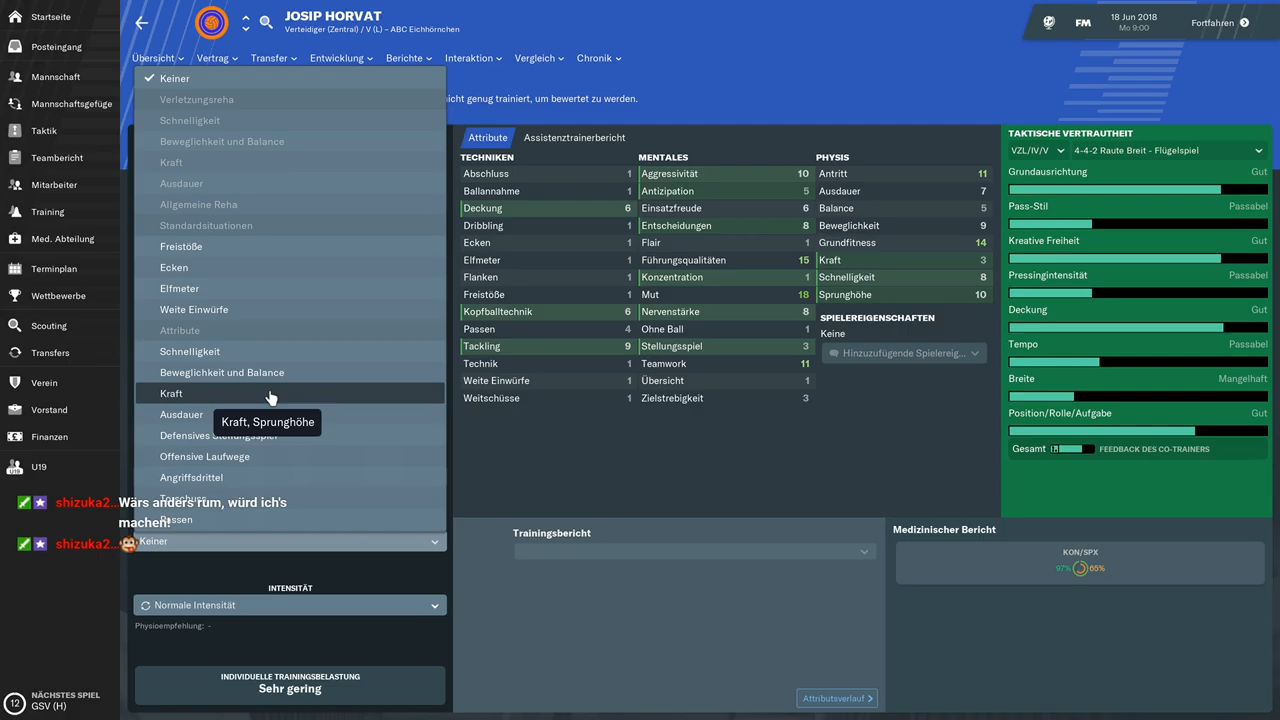 Startseite
Posteingang
Mannschaft
Mannschaftsgefüge
Taktik
Teambericht
Mitarbeiter
Training
Med. Abteilung
Terminplan
Wettbewerbe
Scouting
Transfers
Verein
Vorstand
Finanzen
U19
U19
12
NÄCHSTES SPIEL
GSV (H)
JOSIP HORVAT
Verteidiger (Zentral) / V (L) - ABC Eichhörnchen
FM
18 Jun 2018
Mo 9:00
Fortfahren
Übersicht
Vertrag
Transfer
Entwicklung
Berichte
Interaktion
Vergleich
Chronik
nicht genug trainiert, um bewertet zu werden.
Keiner
Verletzungsreha
Schnelligkeit
Beweglichkeit und Balance
Kraft
Ausdauer
Allgemeine Reha
Standardsituationen
Freistöße
Ecken
Elfmeter
Weite Einwürfe
Attribute
Schnelligkeit
Beweglichkeit und Balance
Kraft
Ausdauer
Kraft, Sprunghöhe
Defensives Stellungsspiel
Offensive Laufwege
Angriffsdrittel
Passen
shizuka2... Wärs anders rum, würd ich's
machen!
shizuka2...
Keiner
INTENSITÄT
Normale Intensität
Physioempfehlung: -
INDIVIDUELLE TRAININGSBELASTUNG
Sehr gering
Attribute
Assistenztrainerbericht
TECHNIKEN
Abschluss 1
Ballannahme 1
Deckung 6
Dribbling 1
Ecken 1
Elfmeter 1
Flanken 1
Freistöße 1
Kopfballtechnik 6
Passen 4
Tackling 9
Technik 1
Weite Einwürfe 1
Weitschüsse 1
MENTALES
Aggressivität 10
Antizipation 5
Einsatzfreude 6
Entscheidungen 8
Flair 1
Führungsqualitäten 15
Konzentration 1
Mut 18
Nervenstärke 8
Ohne Ball 1
Stellungsspiel 3
Teamwork 11
Übersicht 1
Zielstrebigkeit 3
PHYSIS
Antritt 11
Ausdauer 7
Balance 5
Beweglichkeit 9
Grundfitness 14
Kraft 3
Schnelligkeit 8
Sprunghöhe 10
SPIELEREIGENSCHAFTEN
Keine
Hinzuzufügende Spielereig...
TAKTISCHE VERTRAUTHEIT
VZL/IV/V
4-4-2 Raute Breit - Flügelspiel
Grundausrichtung Gut
Pass-Stil Passabel
Kreative Freiheit Gut
Pressingintensität Passabel
Deckung Gut
Tempo Passabel
Breite Mangelhaft
Position/Rolle/Aufgabe Gut
Gesamt
FEEDBACK DES CO-TRAINERS
Trainingsbericht
Attributsverlauf
Medizinischer Bericht
KON/SPX
97% 65%